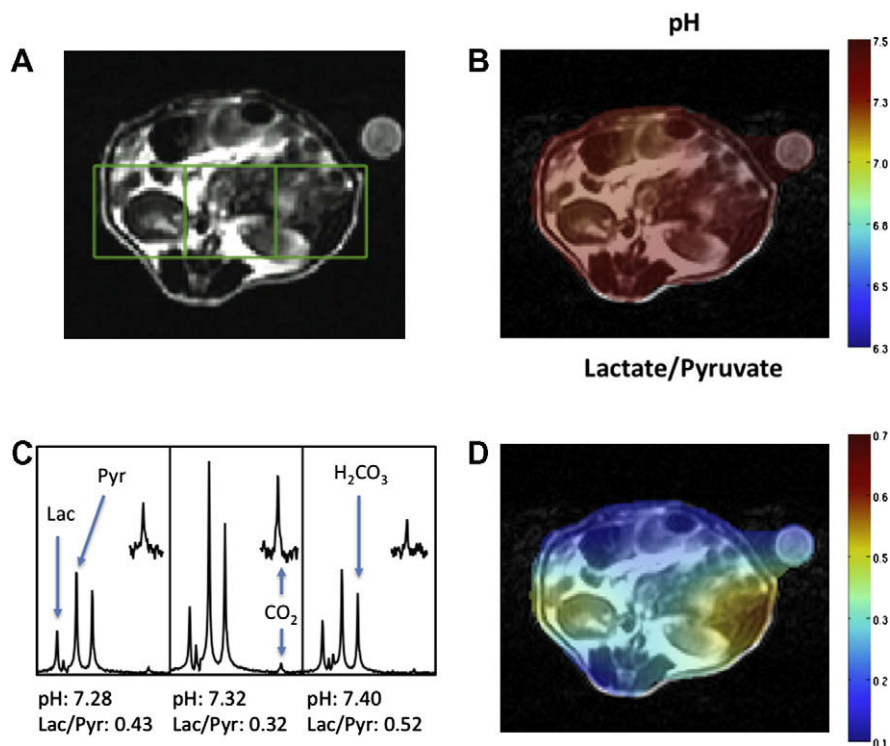 pH
A
B
7.5
7.3
7.0
6.8
6.5
6.3
Lactate/Pyruvate
C
Lac
Pyr
CO2
H2CO3
pH: 7.28
Lac/Pyr: 0.43
pH: 7.32
Lac/Pyr: 0.32
pH: 7.40
Lac/Pyr: 0.52
D
0.7
0.6
0.5
0.4
0.3
0.2
0.1